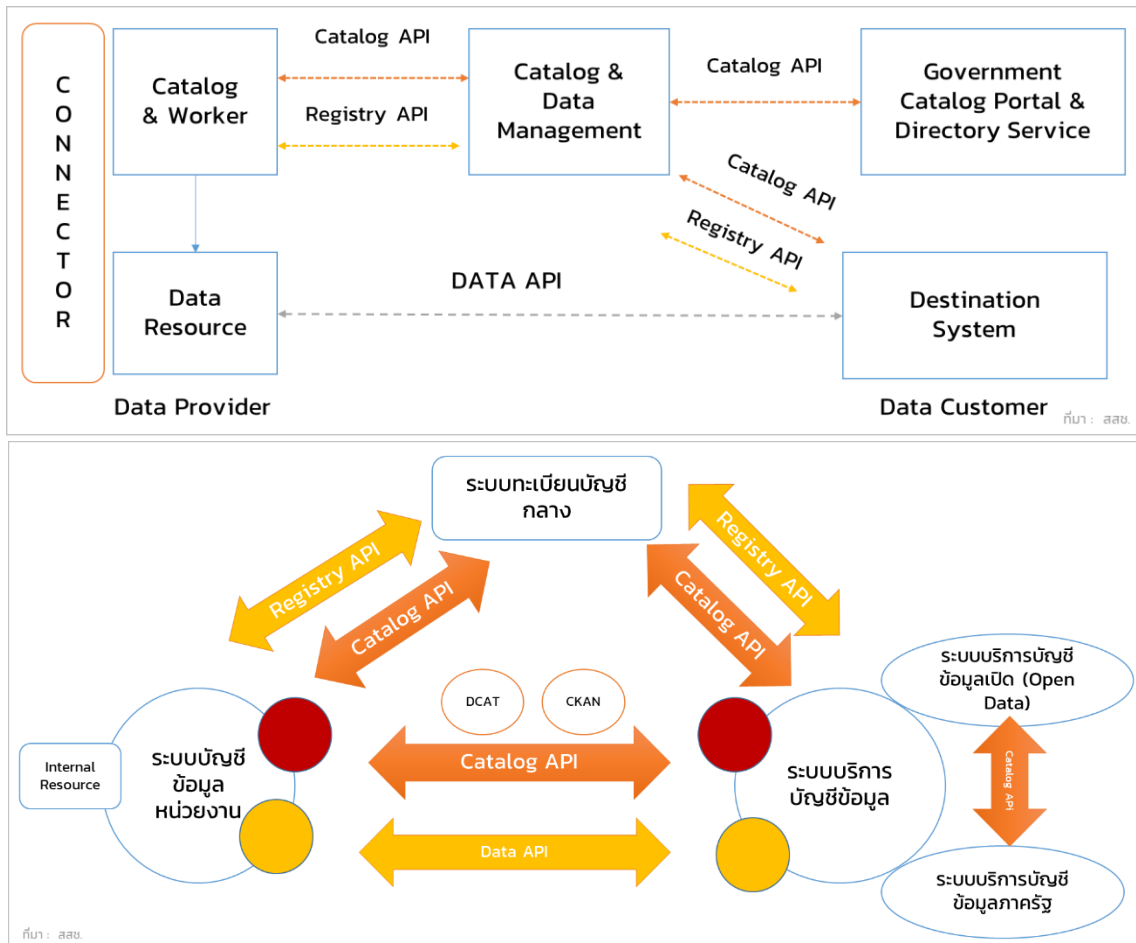 CONNECTOR
Catalog
& Worker
Catalog API
Registry API
Catalog &
Data
Management
Catalog API
Government
Catalog Portal &
Directory Service
Catalog API
Registry API
Data
Resource
DATA API
Destination
System
Data Provider
Data Customer
ที่มา : สสช.
ระบบทะเบียนบัญชี
กลาง
Registry API
Catalog API
Registry API
Catalog API
ระบบบริการบัญชี
ข้อมูลเปิด (Open
Data)
DCAT
CKAN
Internal
Resource
ระบบบัญชี
ข้อมูล
หน่วยงาน
Catalog API
ระบบบริการ
บัญชีข้อมูล
Catalog API
Data API
ระบบบริการบัญชี
ข้อมูลภาครัฐ
ที่มา : สสช.